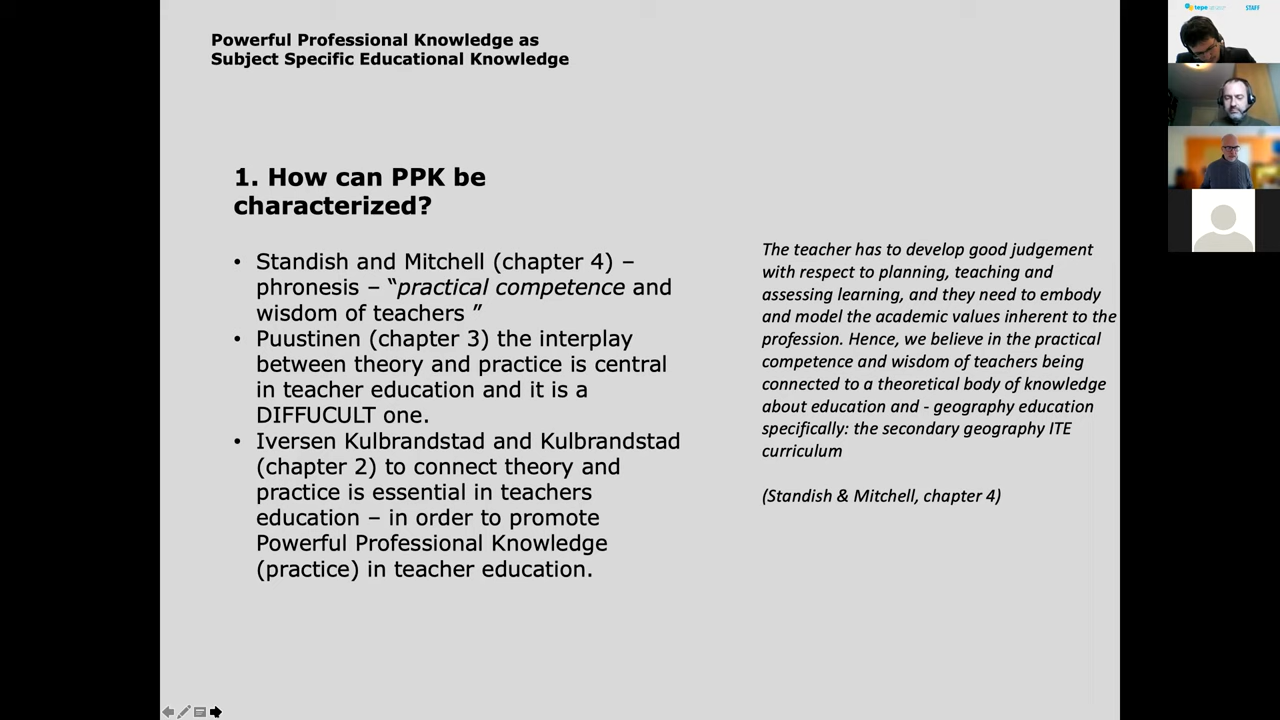 Powerful Professional Knowledge as
Subject Specific Educational Knowledge
1. How can PPK be
characterized?
• Standish and Mitchell (chapter 4) –
phronesis – “practical competence and
wisdom of teachers ”
• Puustinen (chapter 3) the interplay
between theory and practice is central
in teacher education and it is a
DIFFUCULT one.
• Iversen Kulbrandstad and Kulbrandstad
(chapter 2) to connect theory and
practice is essential in teachers
education – in order to promote
Powerful Professional Knowledge
(practice) in teacher education.
The teacher has to develop good judgement
with respect to planning, teaching and
assessing learning, and they need to embody
and model the academic values inherent to the
profession. Hence, we believe in the practical
competence and wisdom of teachers being
connected to a theoretical body of knowledge
about education and - geography education
specifically: the secondary geography ITE
curriculum
(Standish & Mitchell, chapter 4)
tepe
STAFF